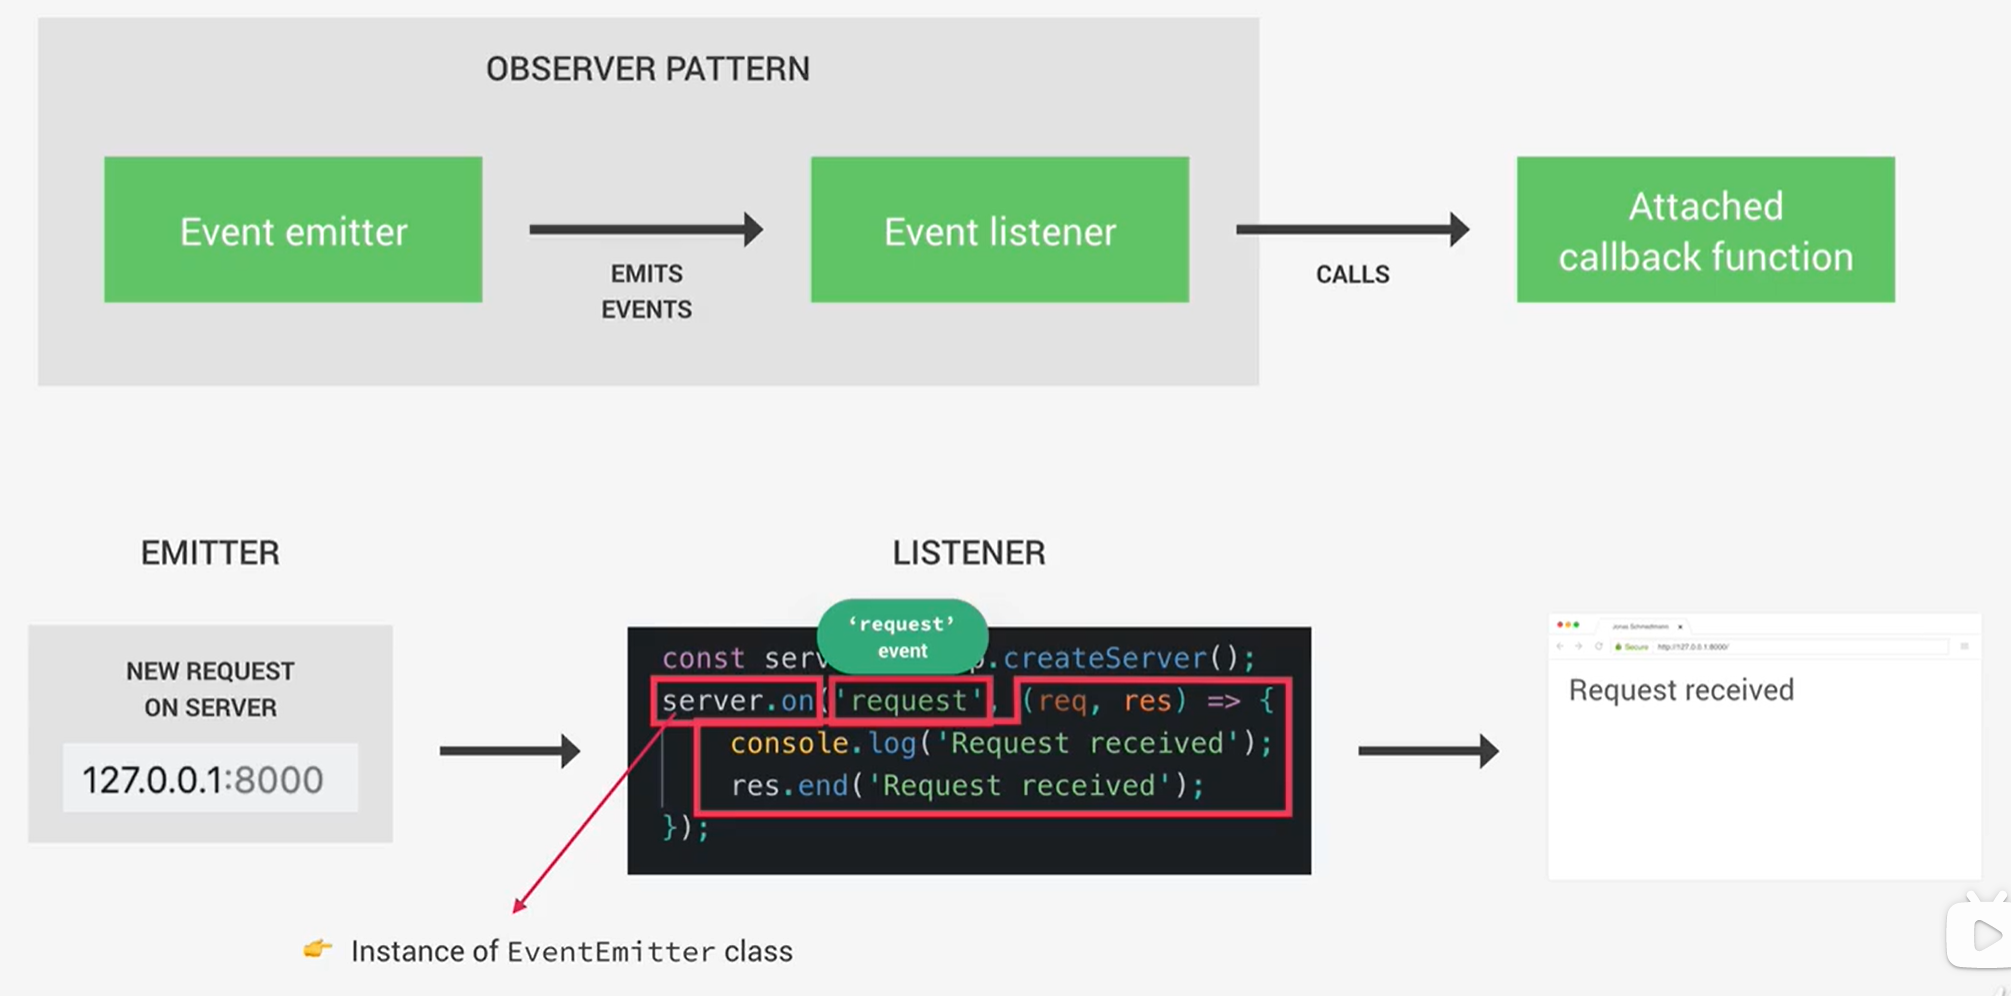 OBSERVER PATTERN
Event emitter
EMITS
EVENTS
Event listener
CALLS
Attached
callback function
EMITTER
LISTENER
NEW REQUEST
ON SERVER
127.0.0.1:8000
‘request’
event
const serv p.createServer();
server.on('request', (req, res) => {
console.log('Request received');
res.end('Request received');
});
👉 Instance of EventEmitter class
Jonas Schmedtmann ×
Secure http://127.0.0.1:8000/
Request received